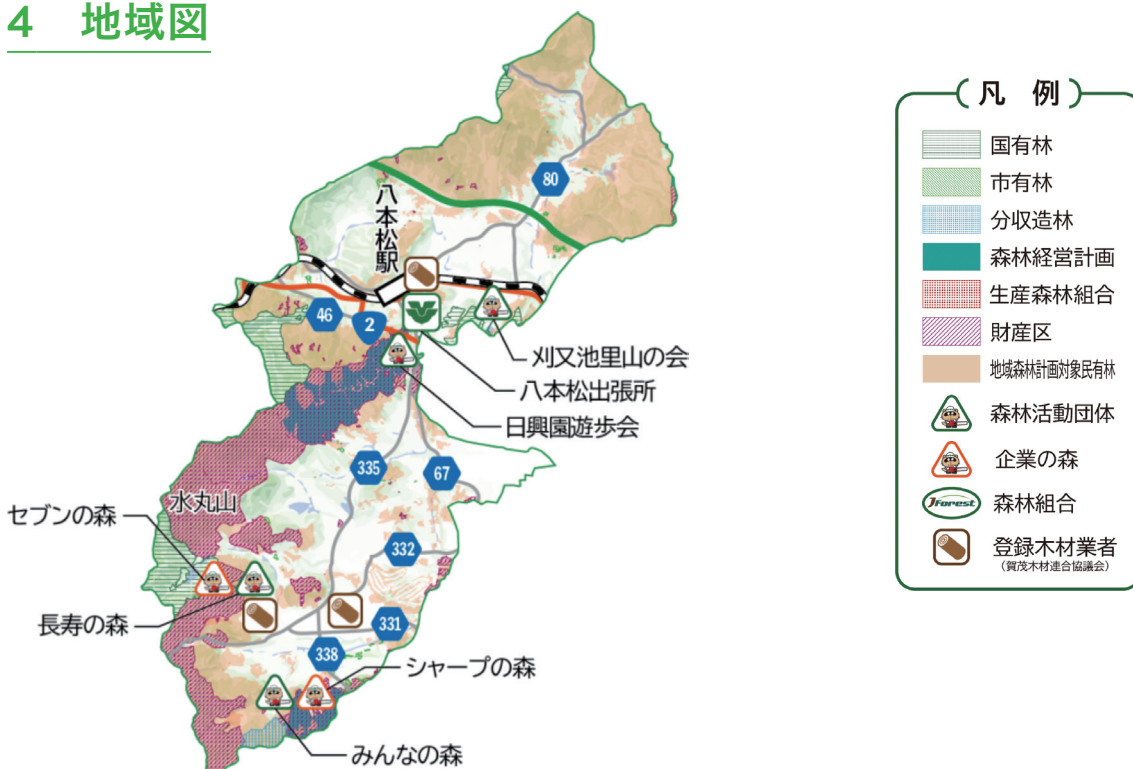 4 地域図
八本松駅
80
46
2
刈又池里山の会
八本松出張所
日興園遊歩会
335
67
水丸山
セブンの森
332
長寿の森
331
338
シャープの森
みんなの森
凡 例
国有林
市有林
分収造林
森林経営計画
生産森林組合
財産区
地域森林計画対象民有林
森林活動団体
企業の森
JForest 森林組合
登録木材業者
(賀茂木材連合協議会)